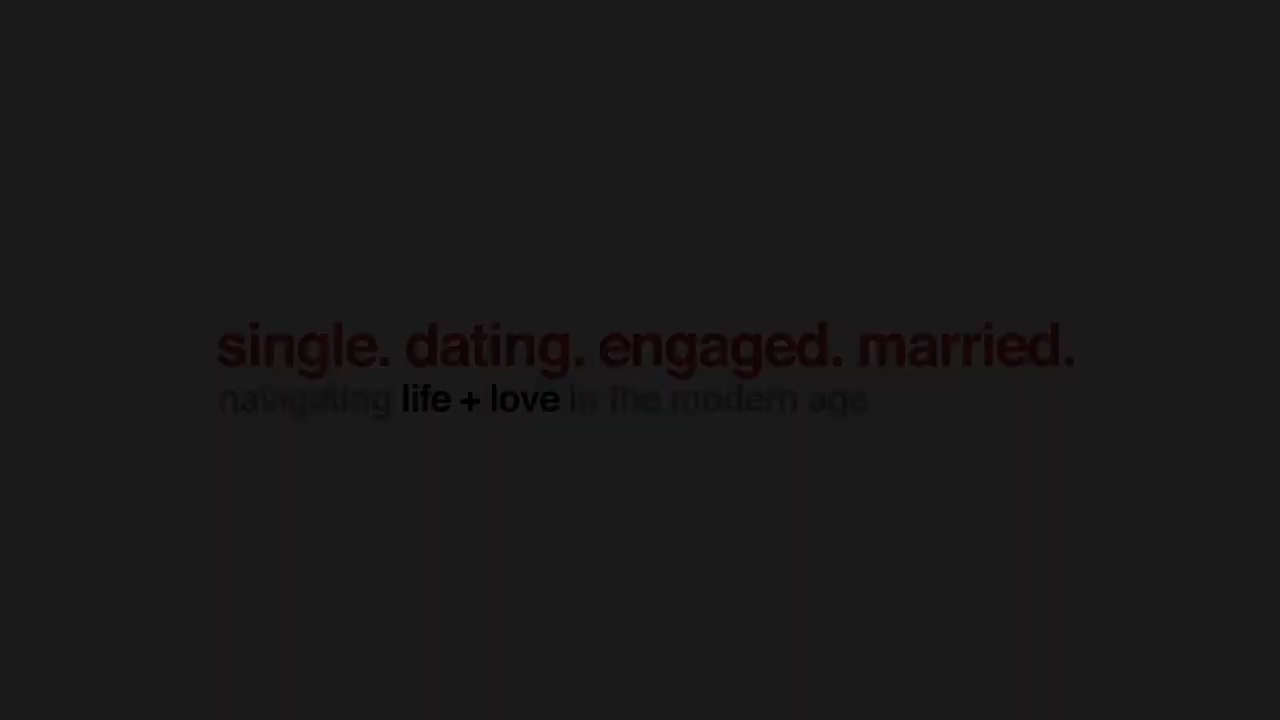 single. dating. engaged. married.
navigating life + love in the modern age